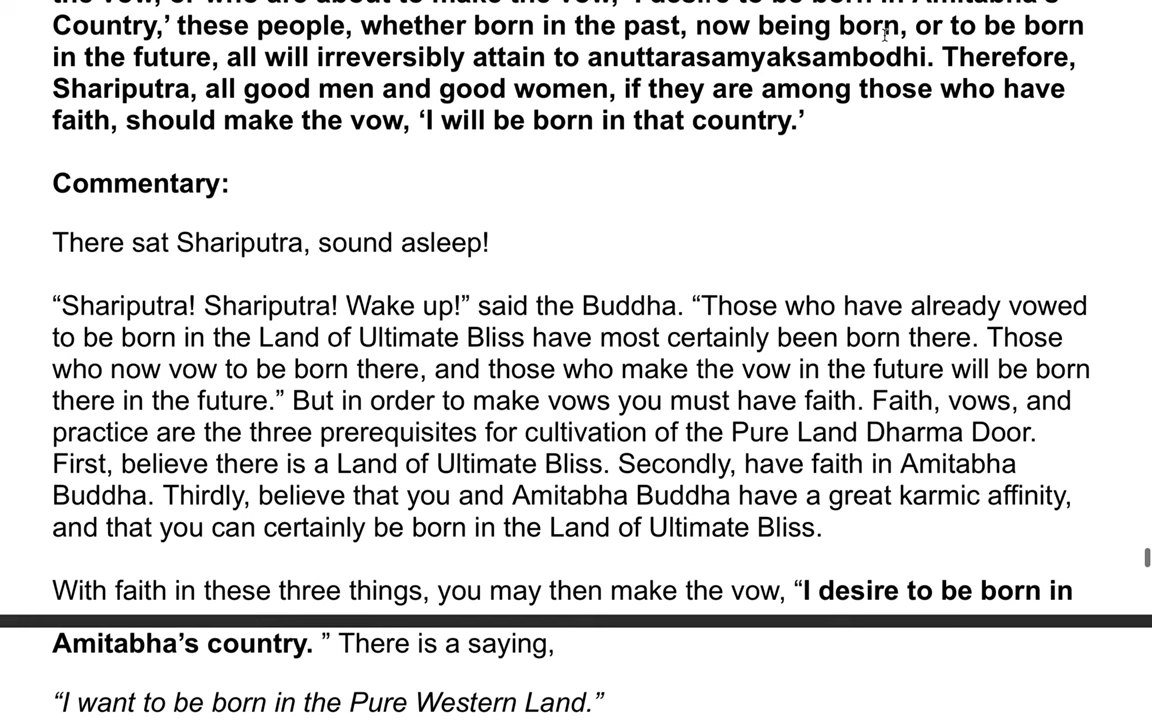 Country,’ these people, whether born in the past, now being born, or to be born
in the future, all will irreversibly attain to anuttarasamyaksambodhi. Therefore,
Shariputra, all good men and good women, if they are among those who have
faith, should make the vow, ‘I will be born in that country.’
Commentary:
There sat Shariputra, sound asleep!
“Shariputra! Shariputra! Wake up!” said the Buddha. “Those who have already vowed
to be born in the Land of Ultimate Bliss have most certainly been born there. Those
who now vow to be born there, and those who make the vow in the future will be born
there in the future.” But in order to make vows you must have faith. Faith, vows, and
practice are the three prerequisites for cultivation of the Pure Land Dharma Door.
First, believe there is a Land of Ultimate Bliss. Secondly, have faith in Amitabha
Buddha. Thirdly, believe that you and Amitabha Buddha have a great karmic affinity,
and that you can certainly be born in the Land of Ultimate Bliss.
With faith in these three things, you may then make the vow, “I desire to be born in
Amitabha’s country. ” There is a saying,
“I want to be born in the Pure Western Land.”